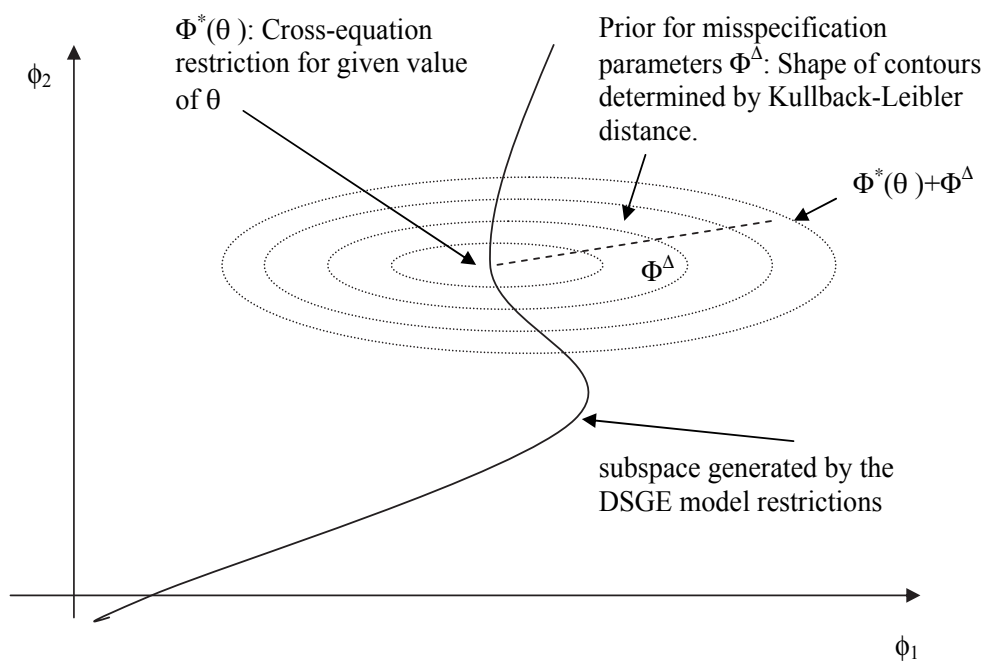 Φ*(θ ): Cross-equation
restriction for given value
of θ
Prior for misspecification
parameters Φ^Δ: Shape of contours
determined by Kullback-Leibler
distance.
ϕ₂
Φ*(θ )+Φ^Δ
Φ^Δ
subspace generated by the
DSGE model restrictions
ϕ₁